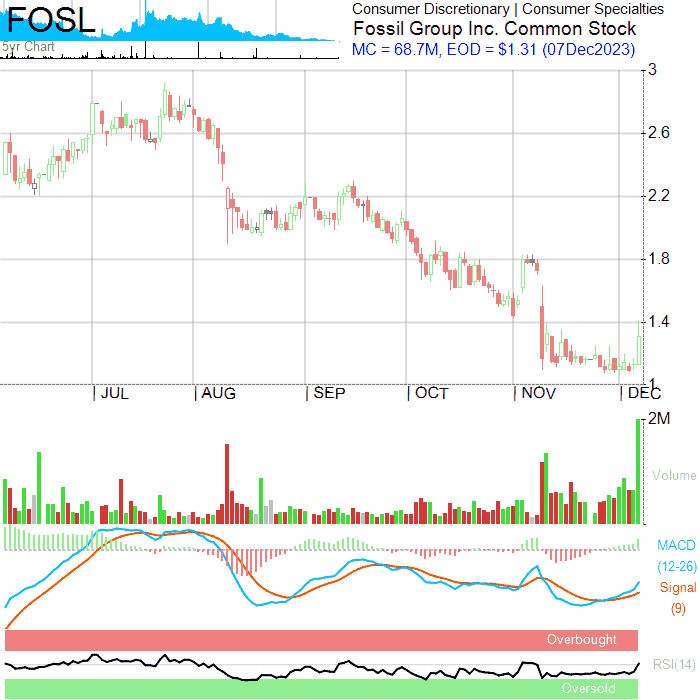 FOSL
5yr Chart
Consumer Discretionary | Consumer Specialties
Fossil Group Inc. Common Stock
MC = 68.7M, EOD = $1.31 (07Dec2023)
3
2.6
2.2
1.8
1.4
1
JUL
AUG
SEP
OCT
NOV
DEC
2M
Volume
MACD
(12-26)
Signal
(9)
Overbought
RSI(14)
Oversold